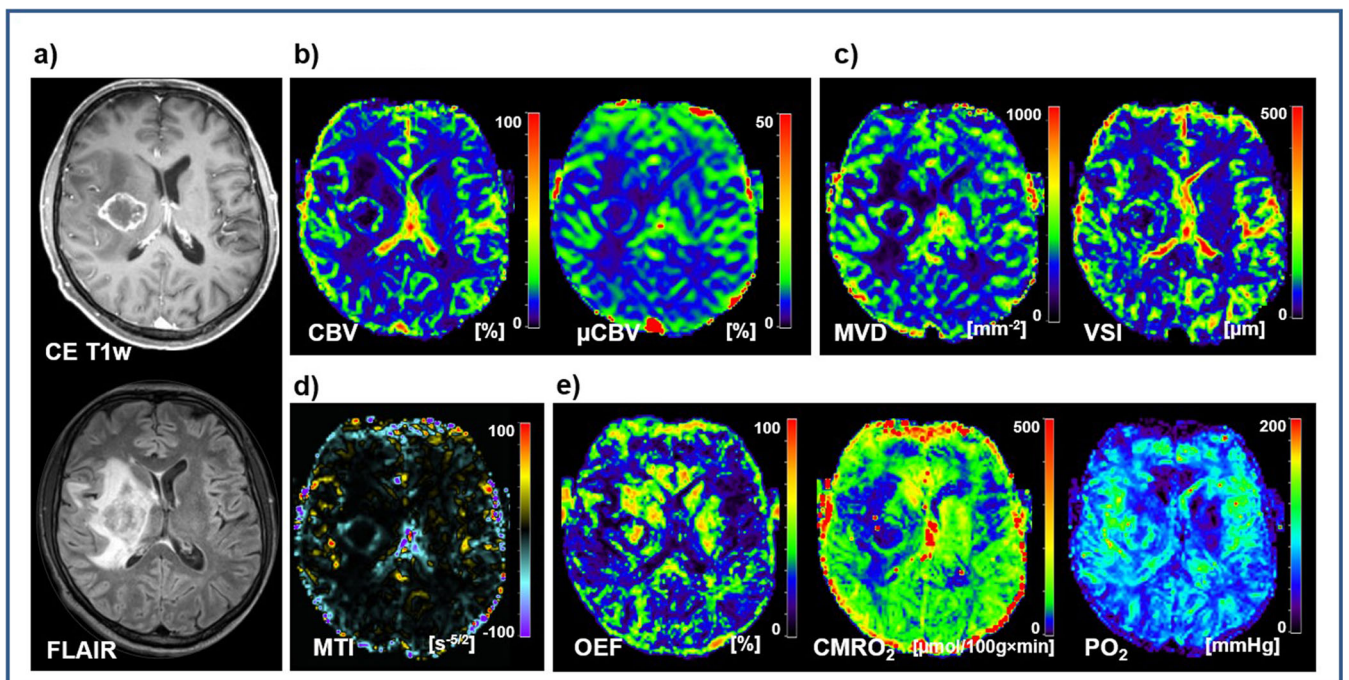 a)
CE T1w
FLAIR
b)
100
0
CBV
[%]
50
0
µCBV
[%]
c)
1000
0
MVD
[mm⁻²]
500
0
VSI
[µm]
d)
100
-100
MTI
[s⁻⁵ᐟ²]
e)
100
0
OEF
[%]
500
0
CMRO₂
[µmol/100g×min]
200
0
PO₂
[mmHg]